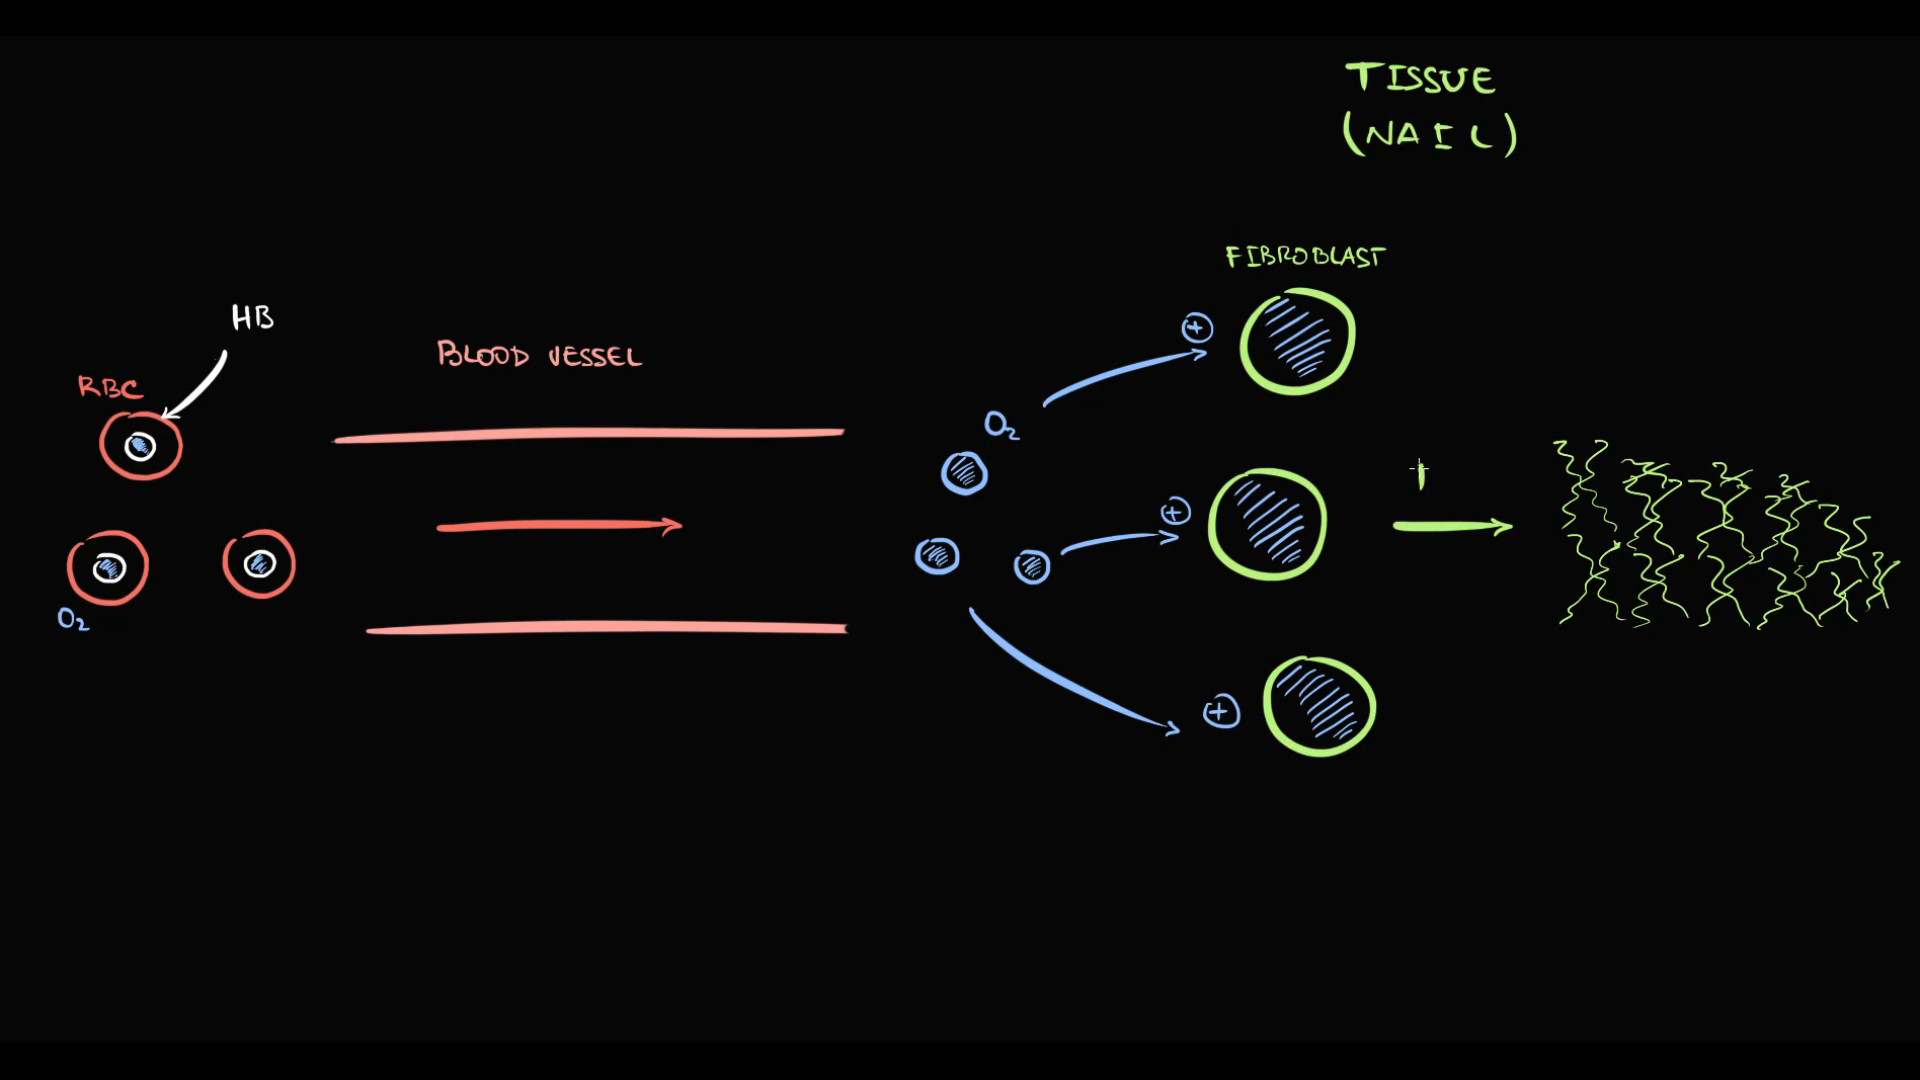 TISSUE
(NAIL)
FIBROBLAST
HB
BLOOD VESSEL
RBC
O2
+
+
+
O2